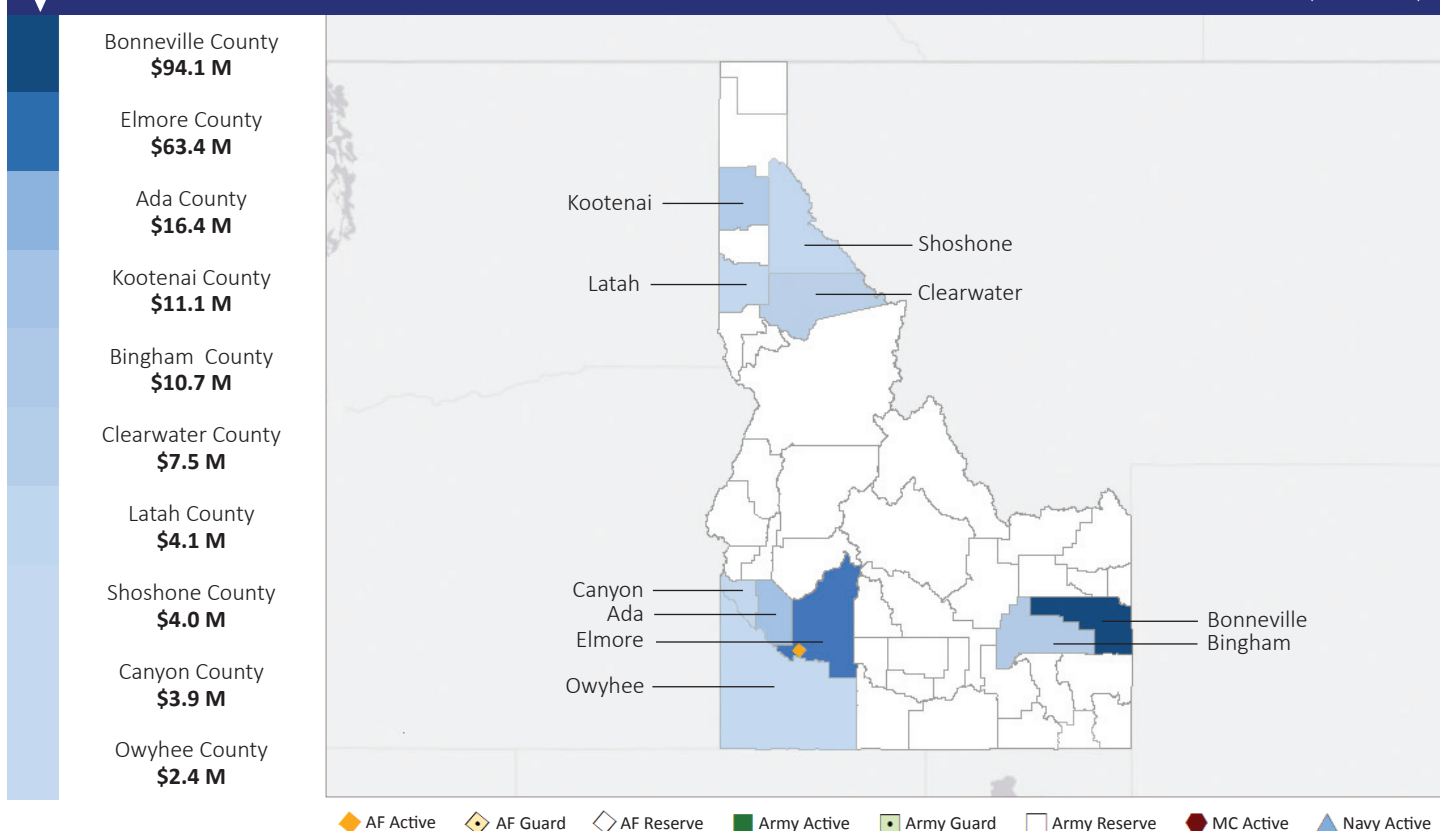 Bonneville County
$94.1 M
Elmore County
$63.4 M
Ada County
$16.4 M
Kootenai County
$11.1 M
Bingham County
$10.7 M
Clearwater County
$7.5 M
Latah County
$4.1 M
Shoshone County
$4.0 M
Canyon County
$3.9 M
Owyhee County
$2.4 M
Kootenai
Shoshone
Latah
Clearwater
Canyon
Ada
Elmore
Owyhee
Bonneville
Bingham
AF Active AF Guard AF Reserve Army Active Army Guard Army Reserve MC Active Navy Active